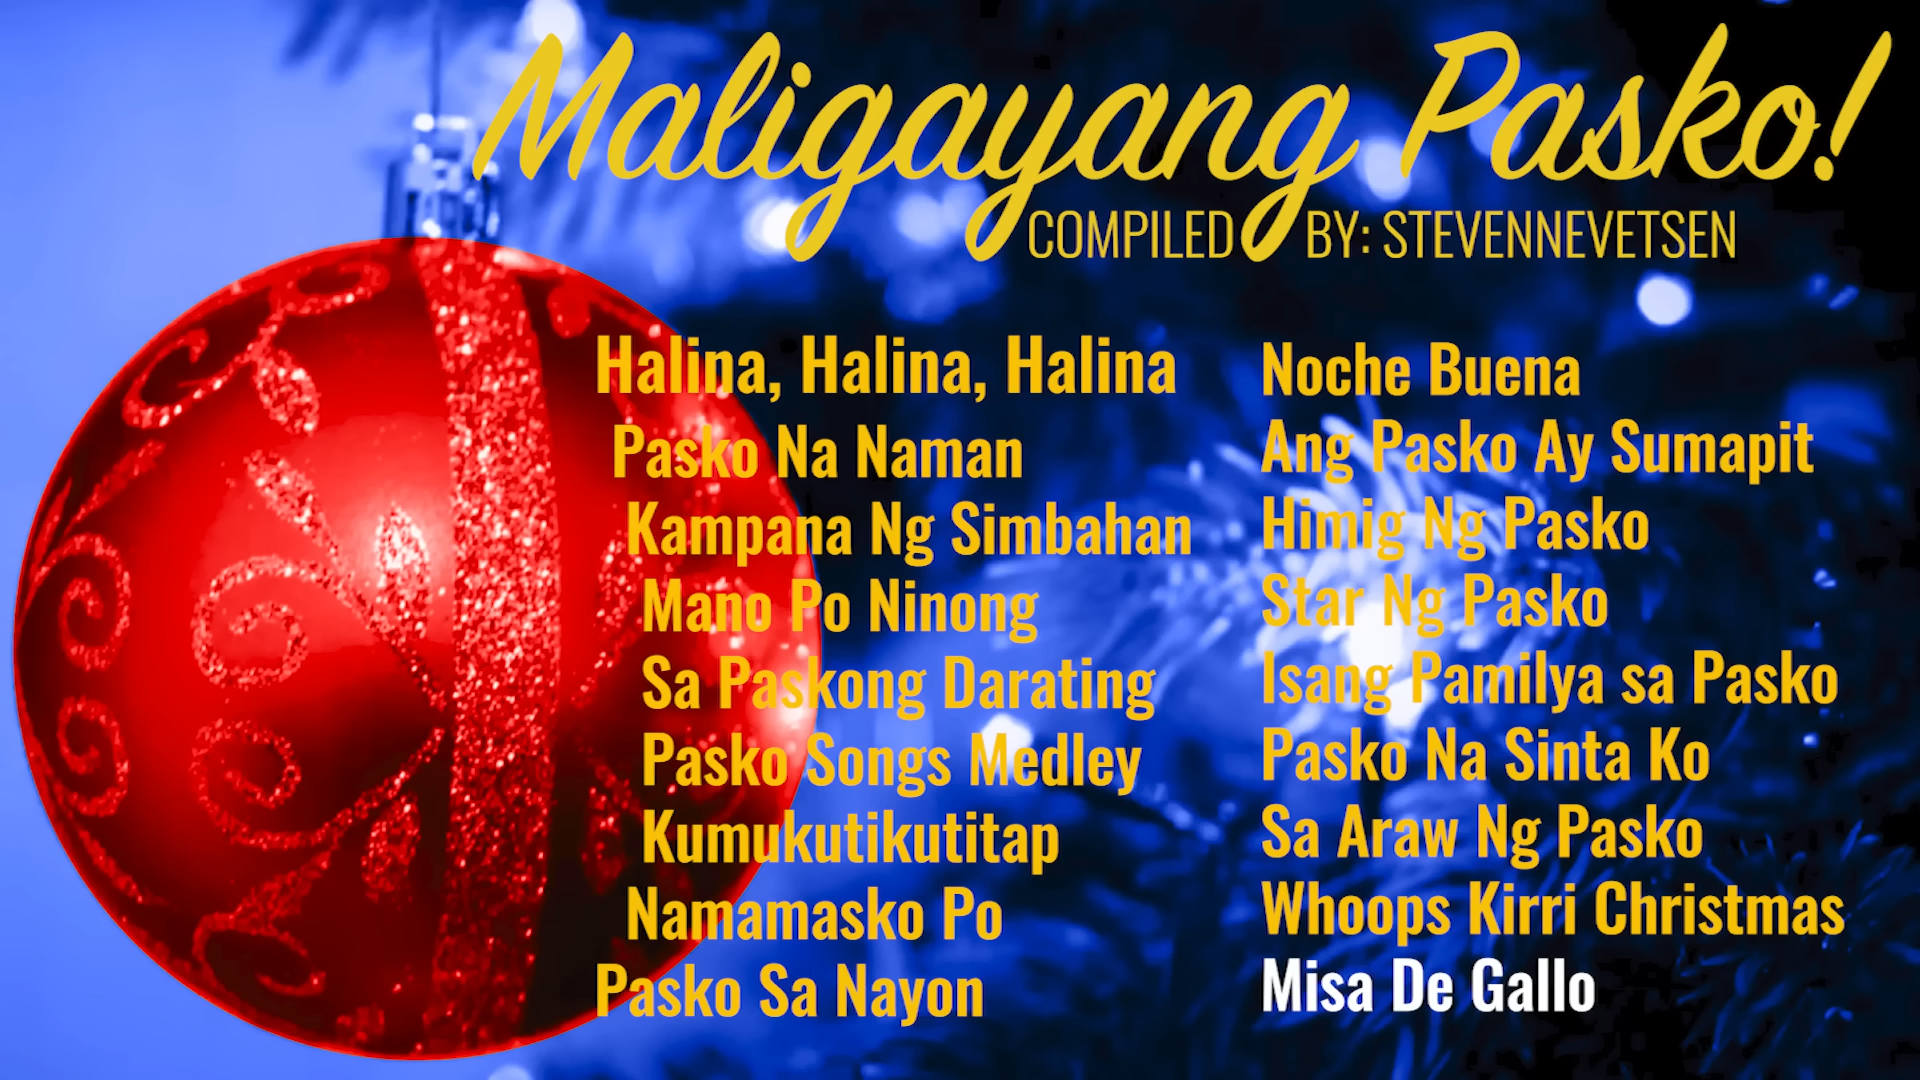 Maligayang Pasko!
COMPILED BY: STEVENNEVETSEN
Halina, Halina, Halina
Pasko Na Naman
Kampana Ng Simbahan
Mano Po Ninong
Sa Paskong Darating
Pasko Songs Medley
Kumukutikutitap
Namamasko Po
Pasko Sa Nayon
Noche Buena
Ang Pasko Ay Sumapit
Himig Ng Pasko
Star Ng Pasko
Isang Pamilya sa Pasko
Pasko Na Sinta Ko
Sa Araw Ng Pasko
Whoops Kirri Christmas
Misa De Gallo